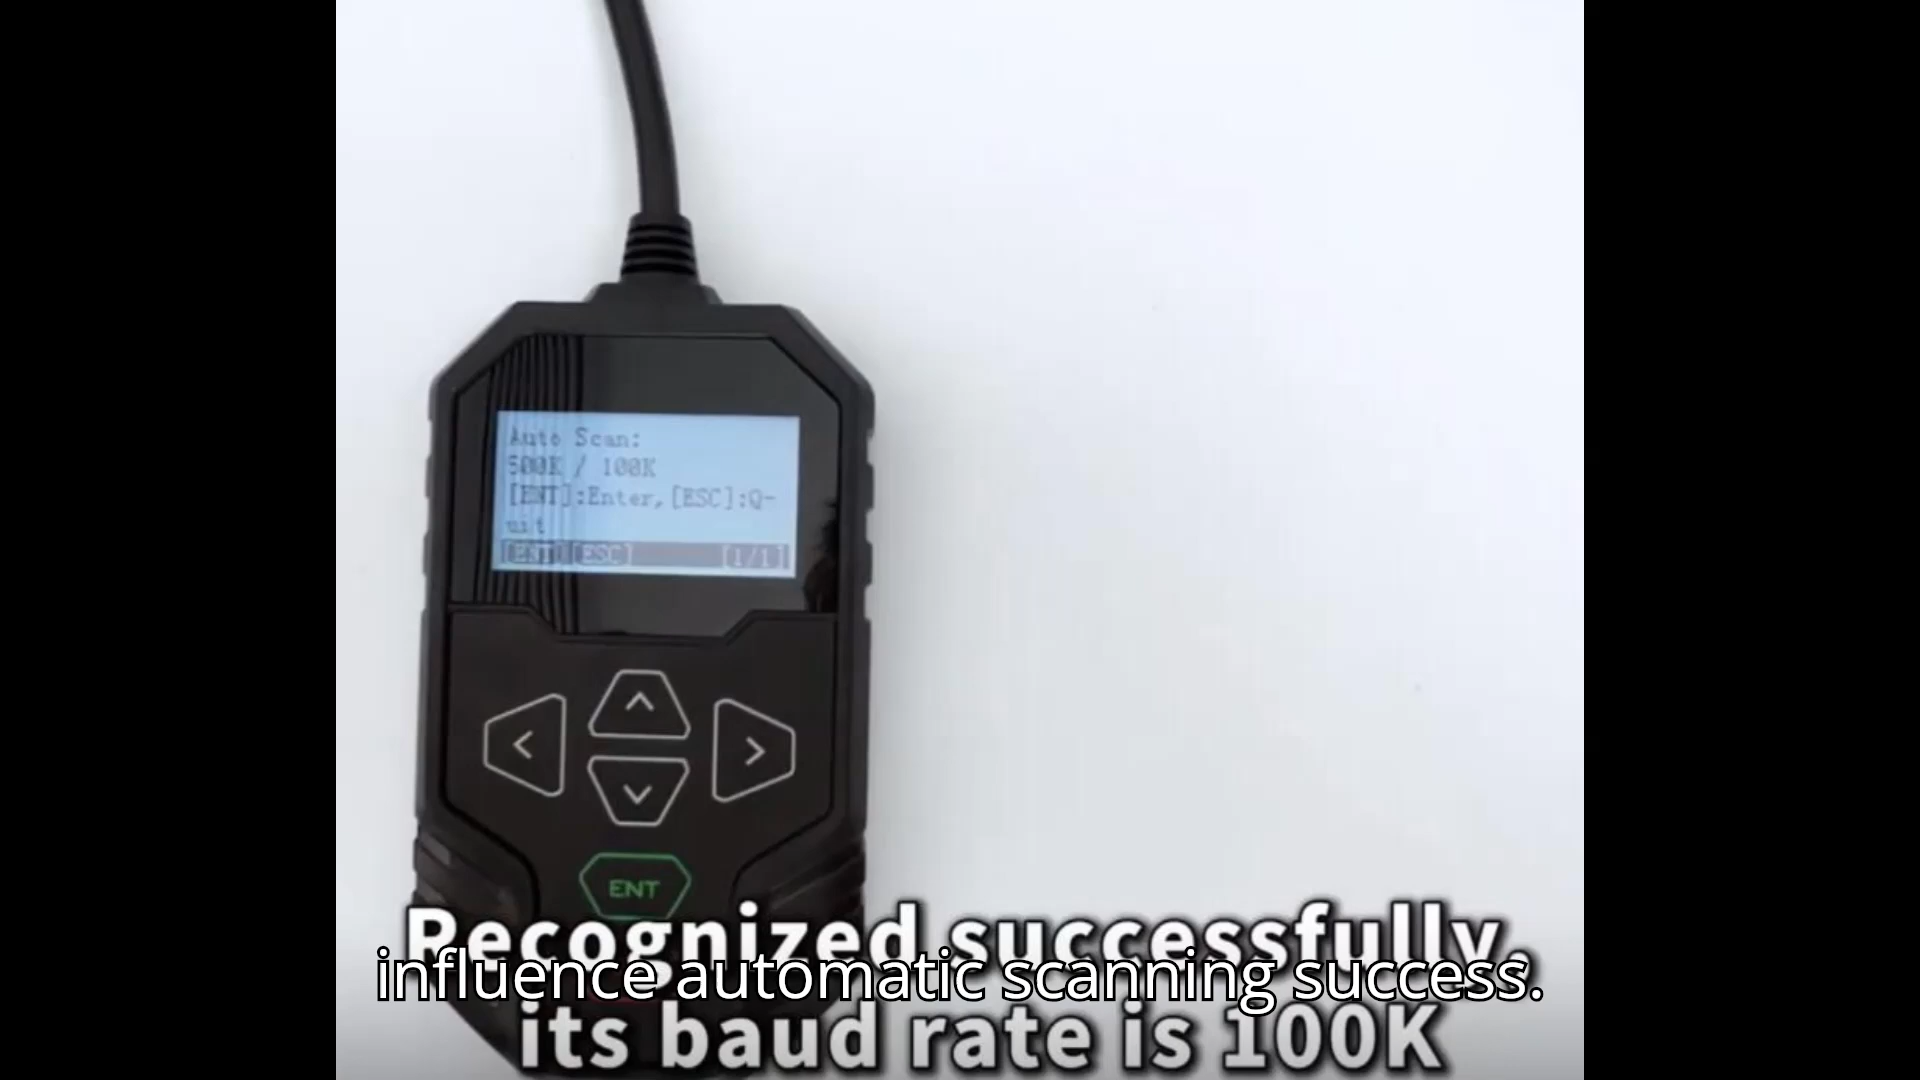 Auto Scan:
500K / 100K
[ENT]:Enter,[ESC]:Q-
uit
[ENT][ESC] [1/1]
ENT
Recognized successfully,
influence automatic scanning success.
its baud rate is 100K